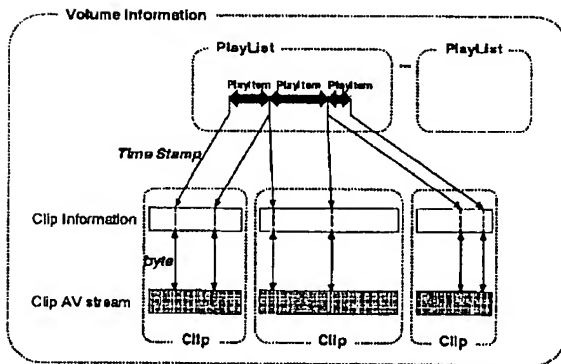 Volume Information
PlayList
PlayList
PlayItem PlayItem PlayItem
Time Stamp
Clip Information
byte
Clip AV stream
Clip
Clip
Clip